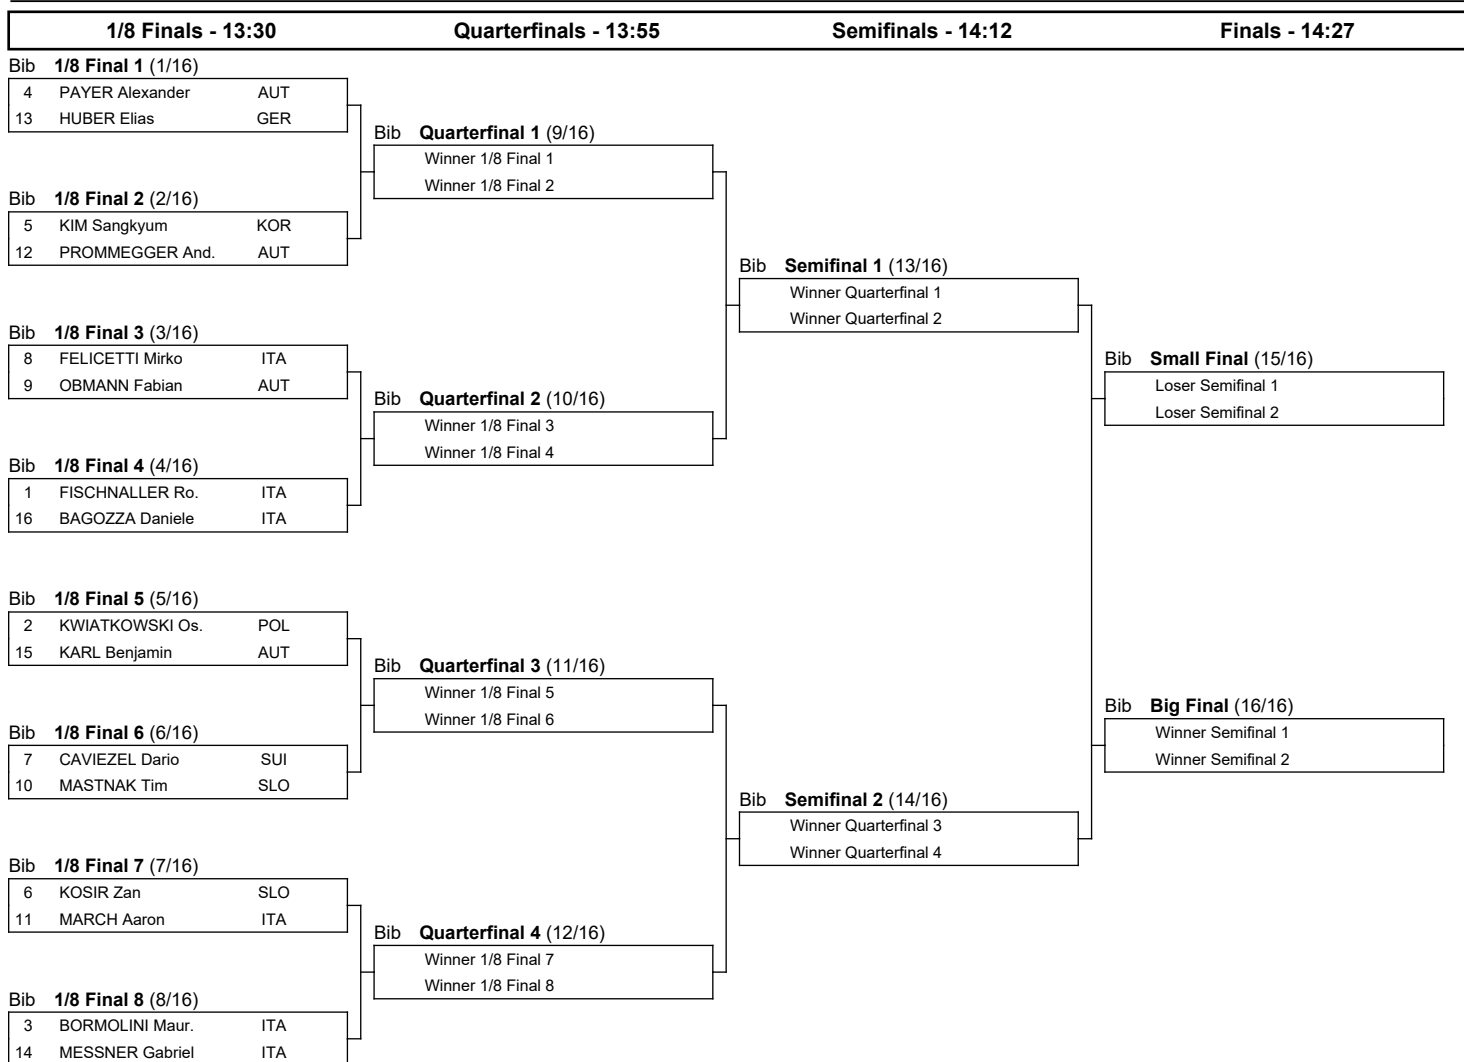 1/8 Finals - 13:30 Quarterfinals - 13:55 Semifinals - 14:12 Finals - 14:27
Bib 1/8 Final 1 (1/16)
4 PAYER Alexander AUT
13 HUBER Elias GER
Bib 1/8 Final 2 (2/16)
5 KIM Sangkyum KOR
12 PROMMEGGER And. AUT
Bib 1/8 Final 3 (3/16)
8 FELICETTI Mirko ITA
9 OBMANN Fabian AUT
Bib 1/8 Final 4 (4/16)
1 FISCHNALLER Ro. ITA
16 BAGOZZA Daniele ITA
Bib 1/8 Final 5 (5/16)
2 KWIATKOWSKI Os. POL
15 KARL Benjamin AUT
Bib 1/8 Final 6 (6/16)
7 CAVIEZEL Dario SUI
10 MASTNAK Tim SLO
Bib 1/8 Final 7 (7/16)
6 KOSIR Zan SLO
11 MARCH Aaron ITA
Bib 1/8 Final 8 (8/16)
3 BORMOLINI Maur. ITA
14 MESSNER Gabriel ITA
Bib Quarterfinal 1 (9/16)
Winner 1/8 Final 1
Winner 1/8 Final 2
Bib Quarterfinal 2 (10/16)
Winner 1/8 Final 3
Winner 1/8 Final 4
Bib Quarterfinal 3 (11/16)
Winner 1/8 Final 5
Winner 1/8 Final 6
Bib Quarterfinal 4 (12/16)
Winner 1/8 Final 7
Winner 1/8 Final 8
Bib Semifinal 1 (13/16)
Winner Quarterfinal 1
Winner Quarterfinal 2
Bib Semifinal 2 (14/16)
Winner Quarterfinal 3
Winner Quarterfinal 4
Bib Small Final (15/16)
Loser Semifinal 1
Loser Semifinal 2
Bib Big Final (16/16)
Winner Semifinal 1
Winner Semifinal 2